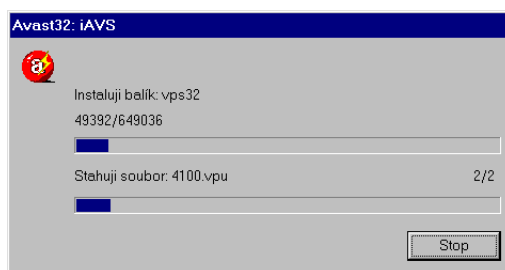 Avast32: iAVS
Instaluji balík: vps32
49392/649036
Stahuji soubor: 4100.vpu 2/2
Stop